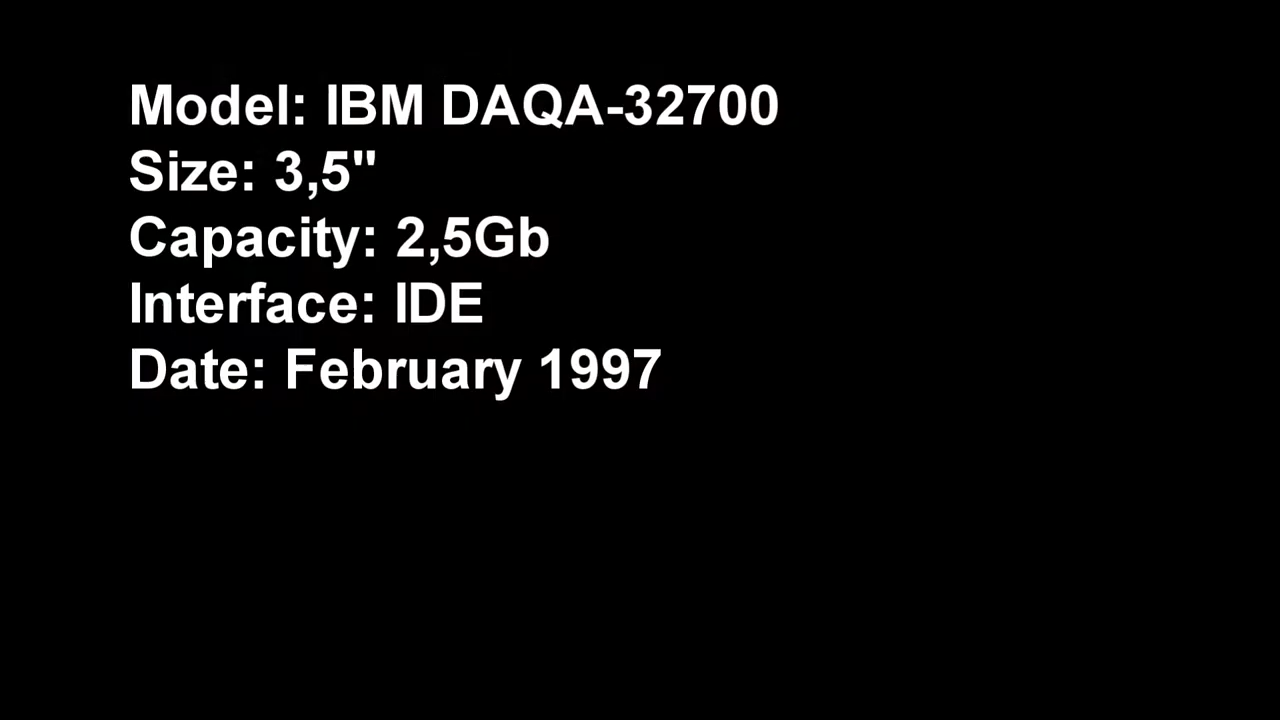 Model: IBM DAQA-32700
Size: 3,5"
Capacity: 2,5Gb
Interface: IDE
Date: February 1997